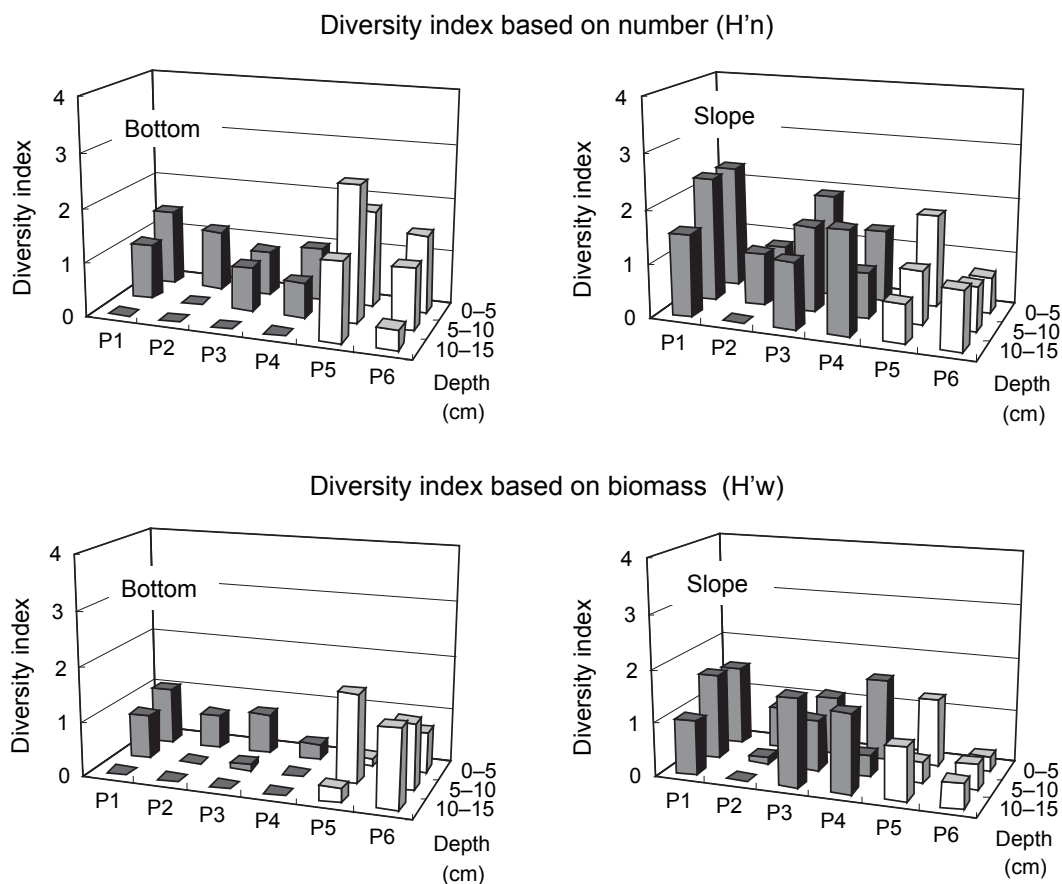 Diversity index based on number (H'n)
Bottom
Diversity index
4
3
2
1
0
P1 P2 P3 P4 P5 P6
0–5
5–10
10–15
Depth
(cm)
Slope
Diversity index
4
3
2
1
0
P1 P2 P3 P4 P5 P6
0–5
5–10
10–15
Depth
(cm)
Diversity index based on biomass (H'w)
Bottom
Diversity index
4
3
2
1
0
P1 P2 P3 P4 P5 P6
0–5
5–10
10–15
Depth
(cm)
Slope
Diversity index
4
3
2
1
0
P1 P2 P3 P4 P5 P6
0–5
5–10
10–15
Depth
(cm)